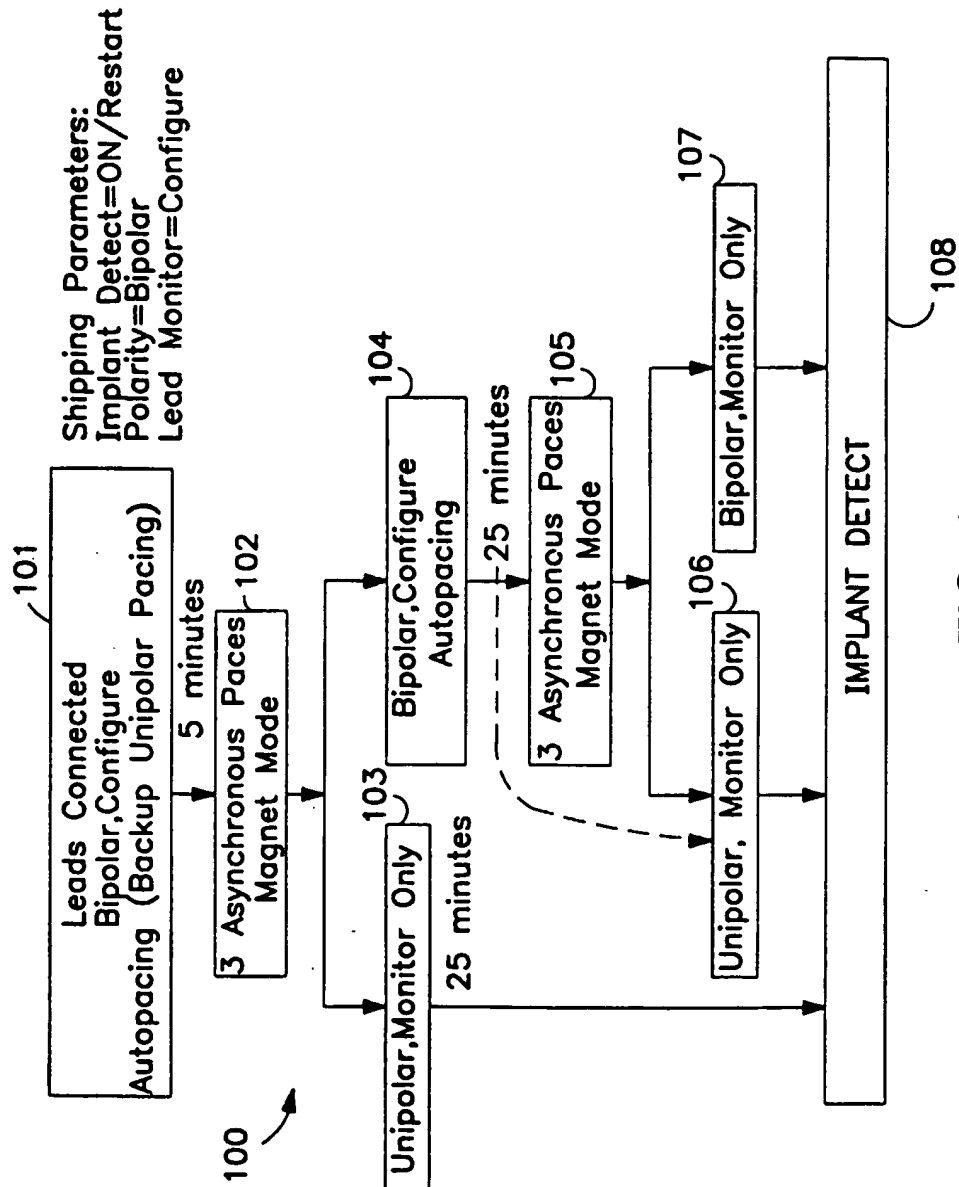 101
Leads Connected
Bipolar,Configure
Autopacing (Backup Unipolar Pacing)
Shipping Parameters:
Implant Detect=ON/Restart
Polarity=Bipolar
Lead Monitor=Configure
5 minutes
102
3 Asynchronous Paces
Magnet Mode
100
103
Unipolar,Monitor Only
25 minutes
104
Bipolar,Configure
Autopacing
25 minutes
105
3 Asynchronous Paces
Magnet Mode
106
Unipolar, Monitor Only
107
Bipolar,Monitor Only
IMPLANT DETECT
108